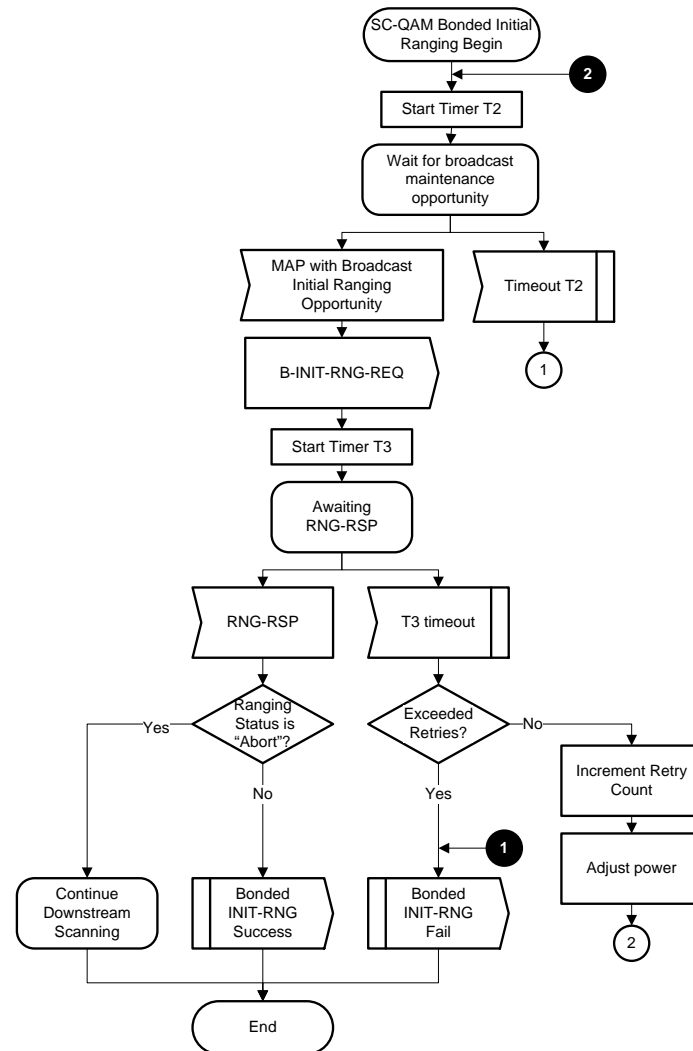 SC-QAM Bonded Initial
Ranging Begin
2
Start Timer T2
Wait for broadcast
maintenance
opportunity
MAP with Broadcast
Initial Ranging
Opportunity
Timeout T2
1
B-INIT-RNG-REQ
Start Timer T3
Awaiting
RNG-RSP
RNG-RSP
T3 timeout
Ranging
Status is
“Abort”?
Yes
Exceeded
Retries?
No
Increment Retry
Count
No
Yes
1
Adjust power
2
Continue
Downstream
Scanning
Bonded
INIT-RNG
Success
Bonded
INIT-RNG
Fail
End